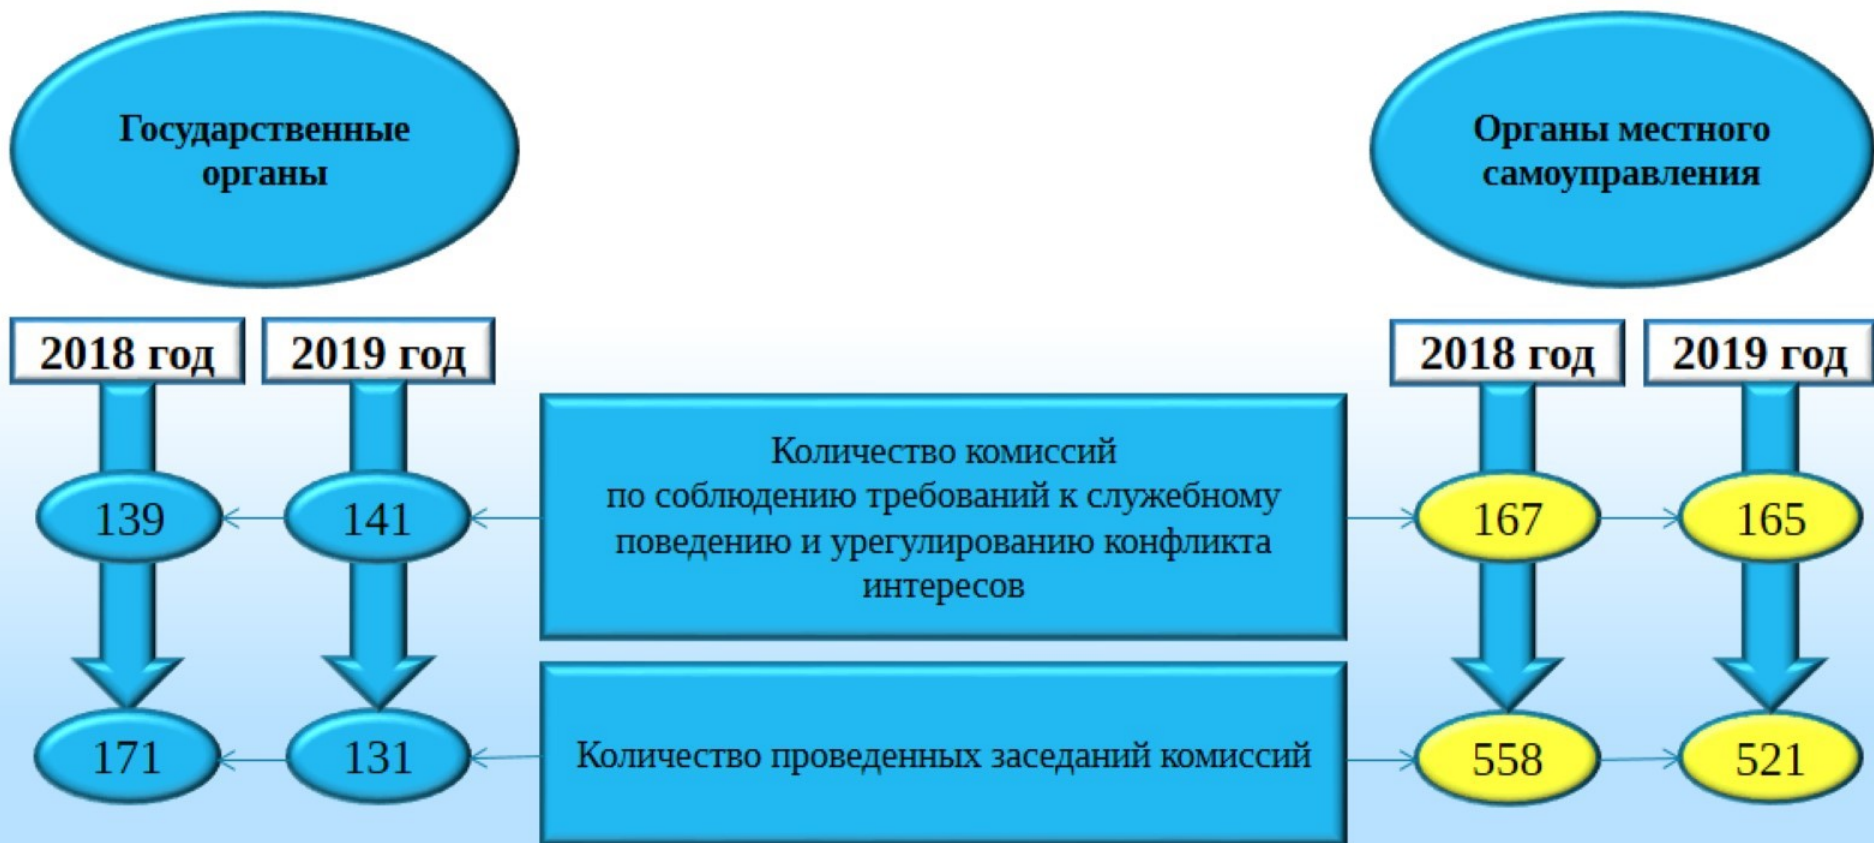 Государственные
органы
Органы местного
самоуправления
2018 год
2019 год
2018 год
2019 год
Количество комиссий
по соблюдению требований к служебному
поведению и урегулированию конфликта
интересов
139
141
167
165
Количество проведенных заседаний комиссий
171
131
558
521